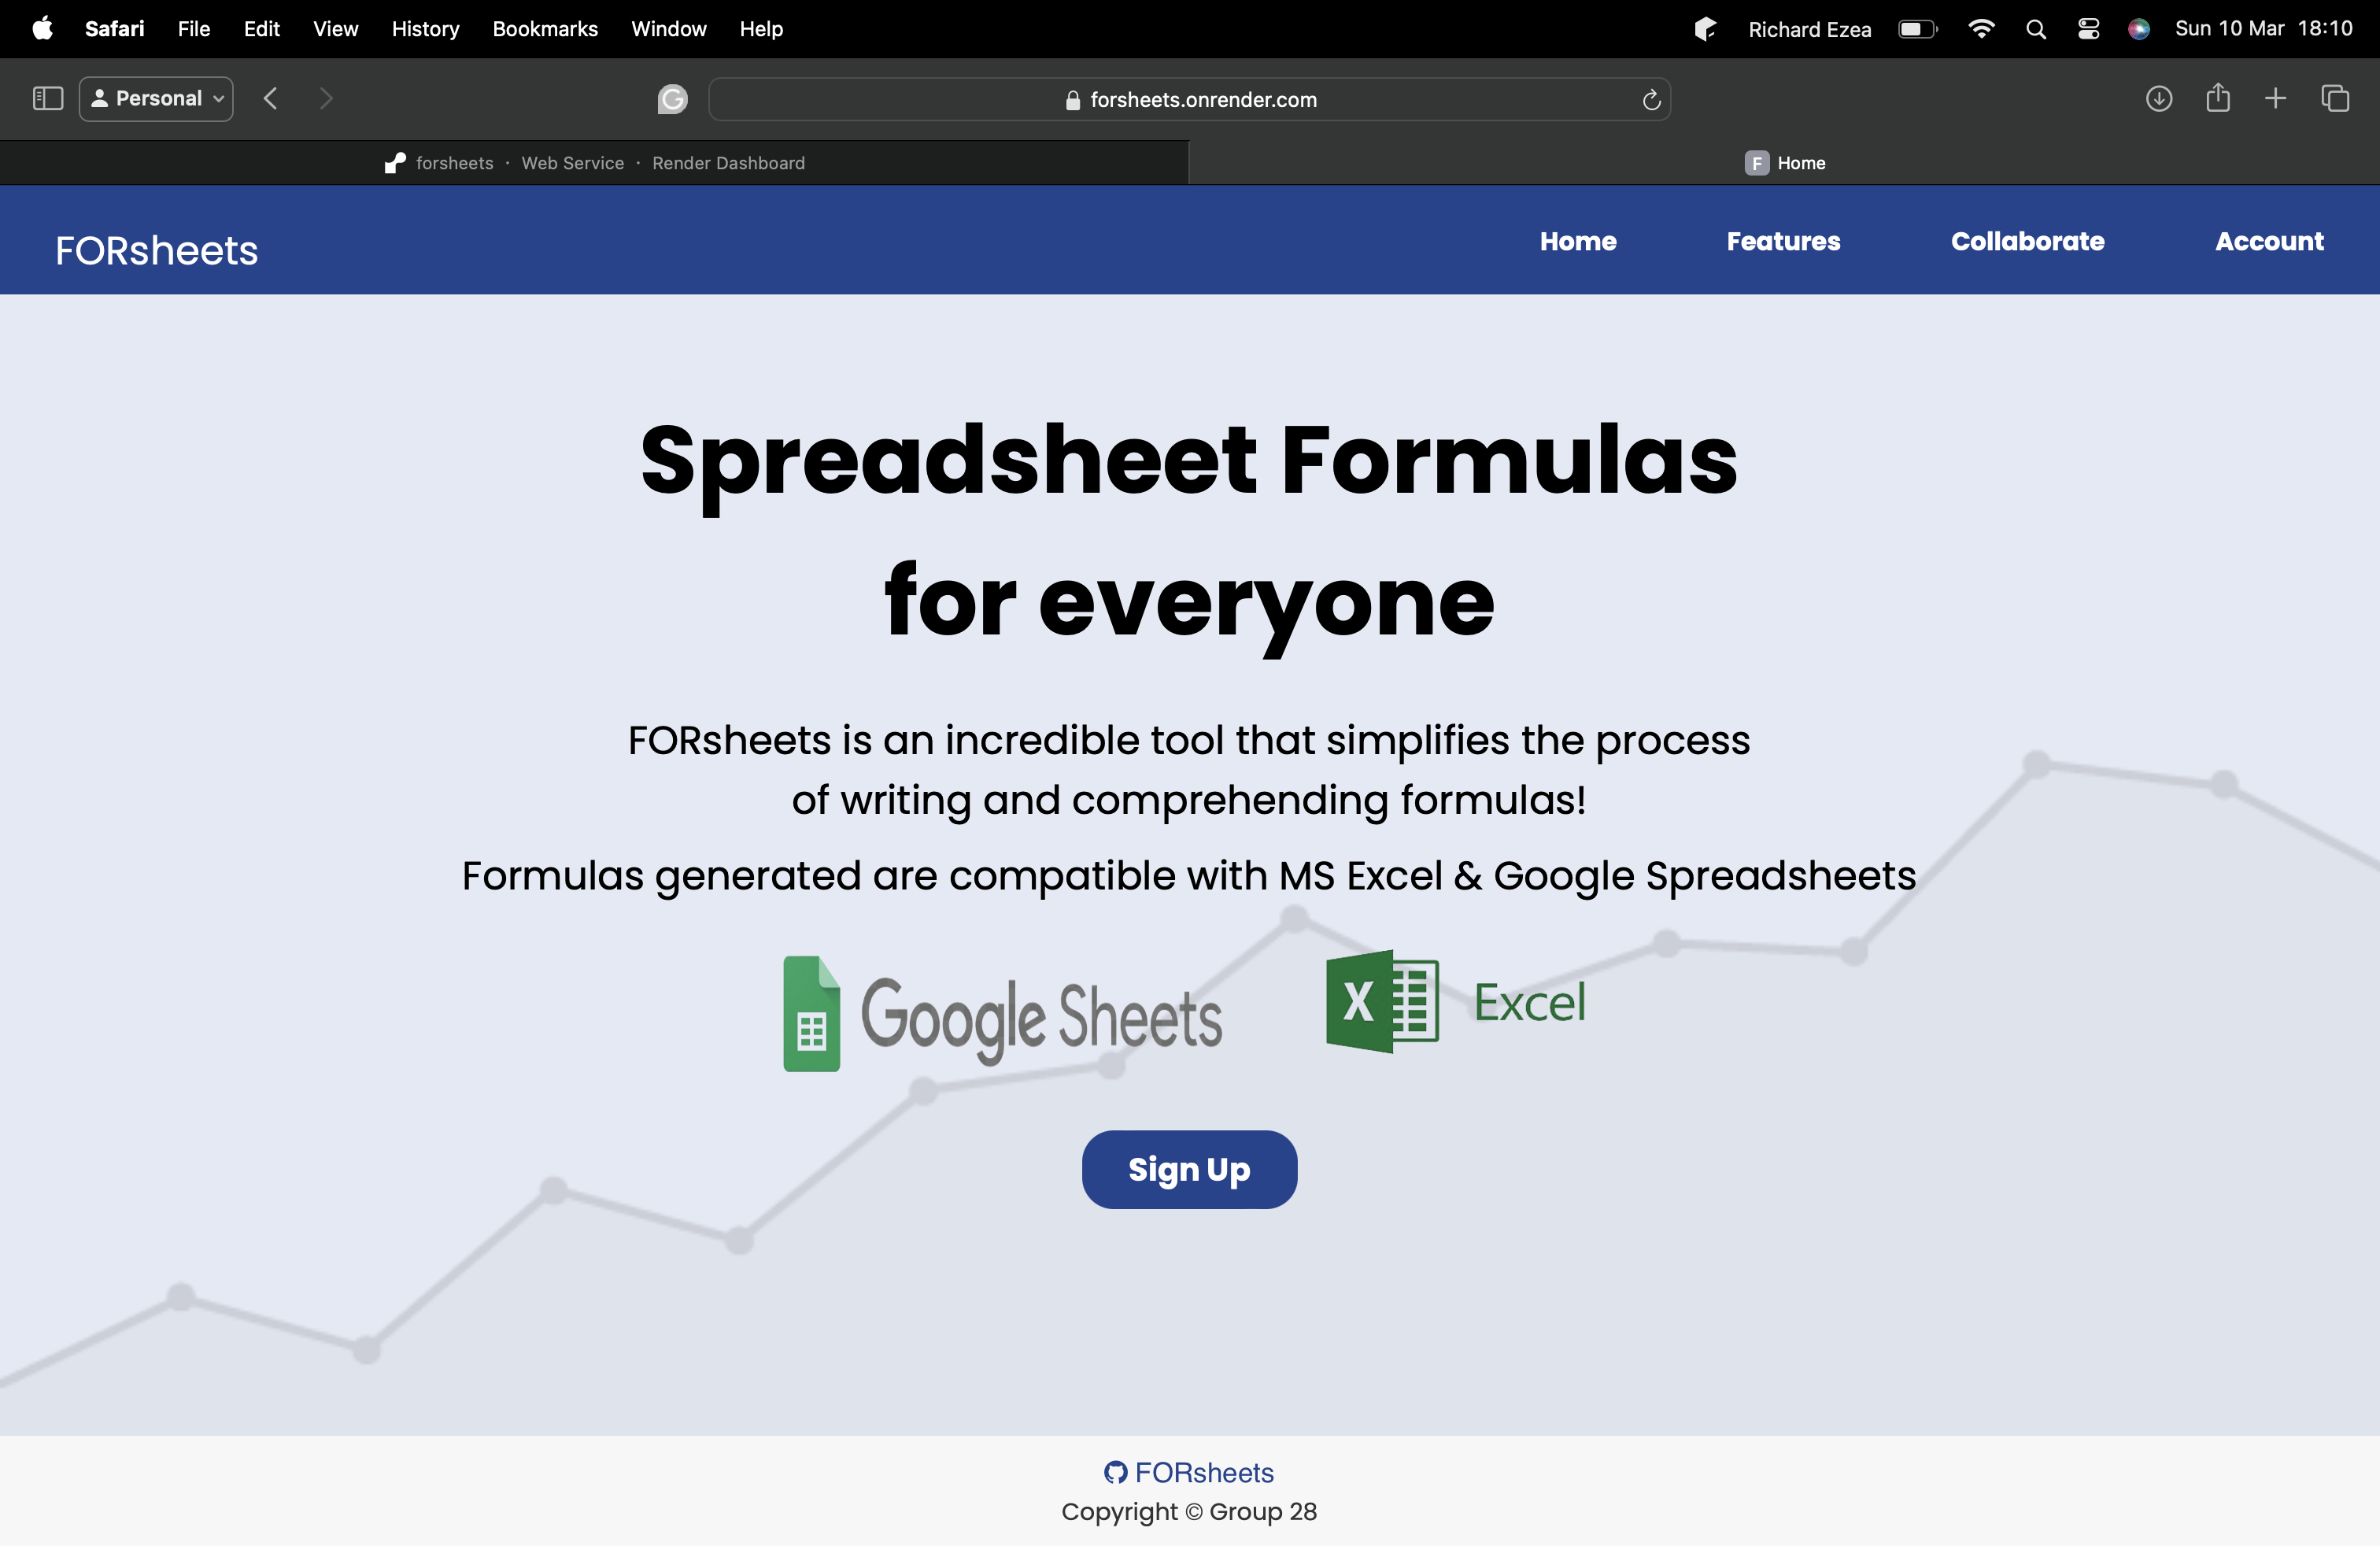 Safari File Edit View History Bookmarks Window Help Richard Ezea Sun 10 Mar 18:10
Personal forsheets.onrender.com
forsheets · Web Service · Render Dashboard
F Home
FORsheets Home Features Collaborate Account
Spreadsheet Formulas
for everyone
FORsheets is an incredible tool that simplifies the process
of writing and comprehending formulas!
Formulas generated are compatible with MS Excel & Google Spreadsheets
Google Sheets
X Excel
Sign Up
FORsheets
Copyright © Group 28